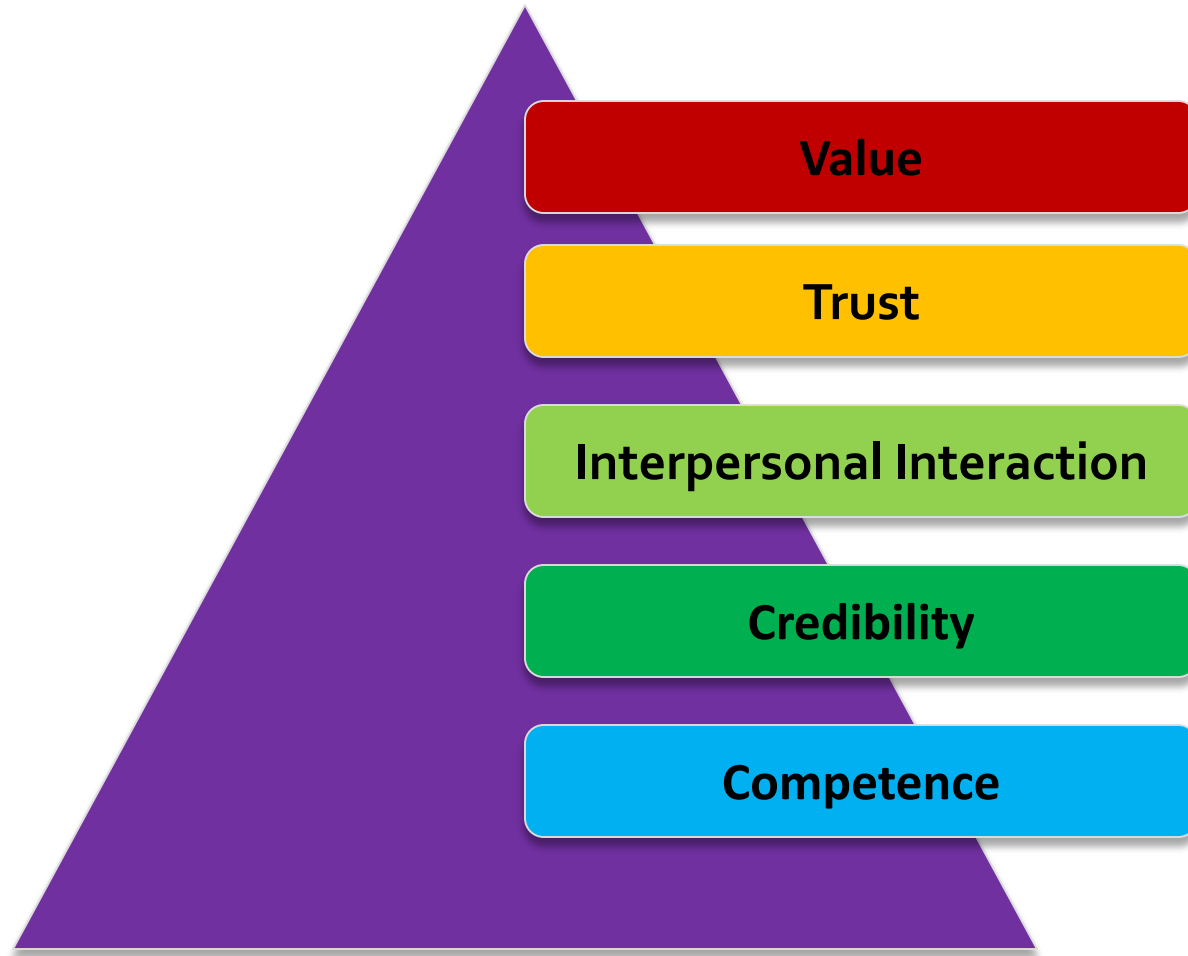 Value
Trust
Interpersonal Interaction
Credibility
Competence